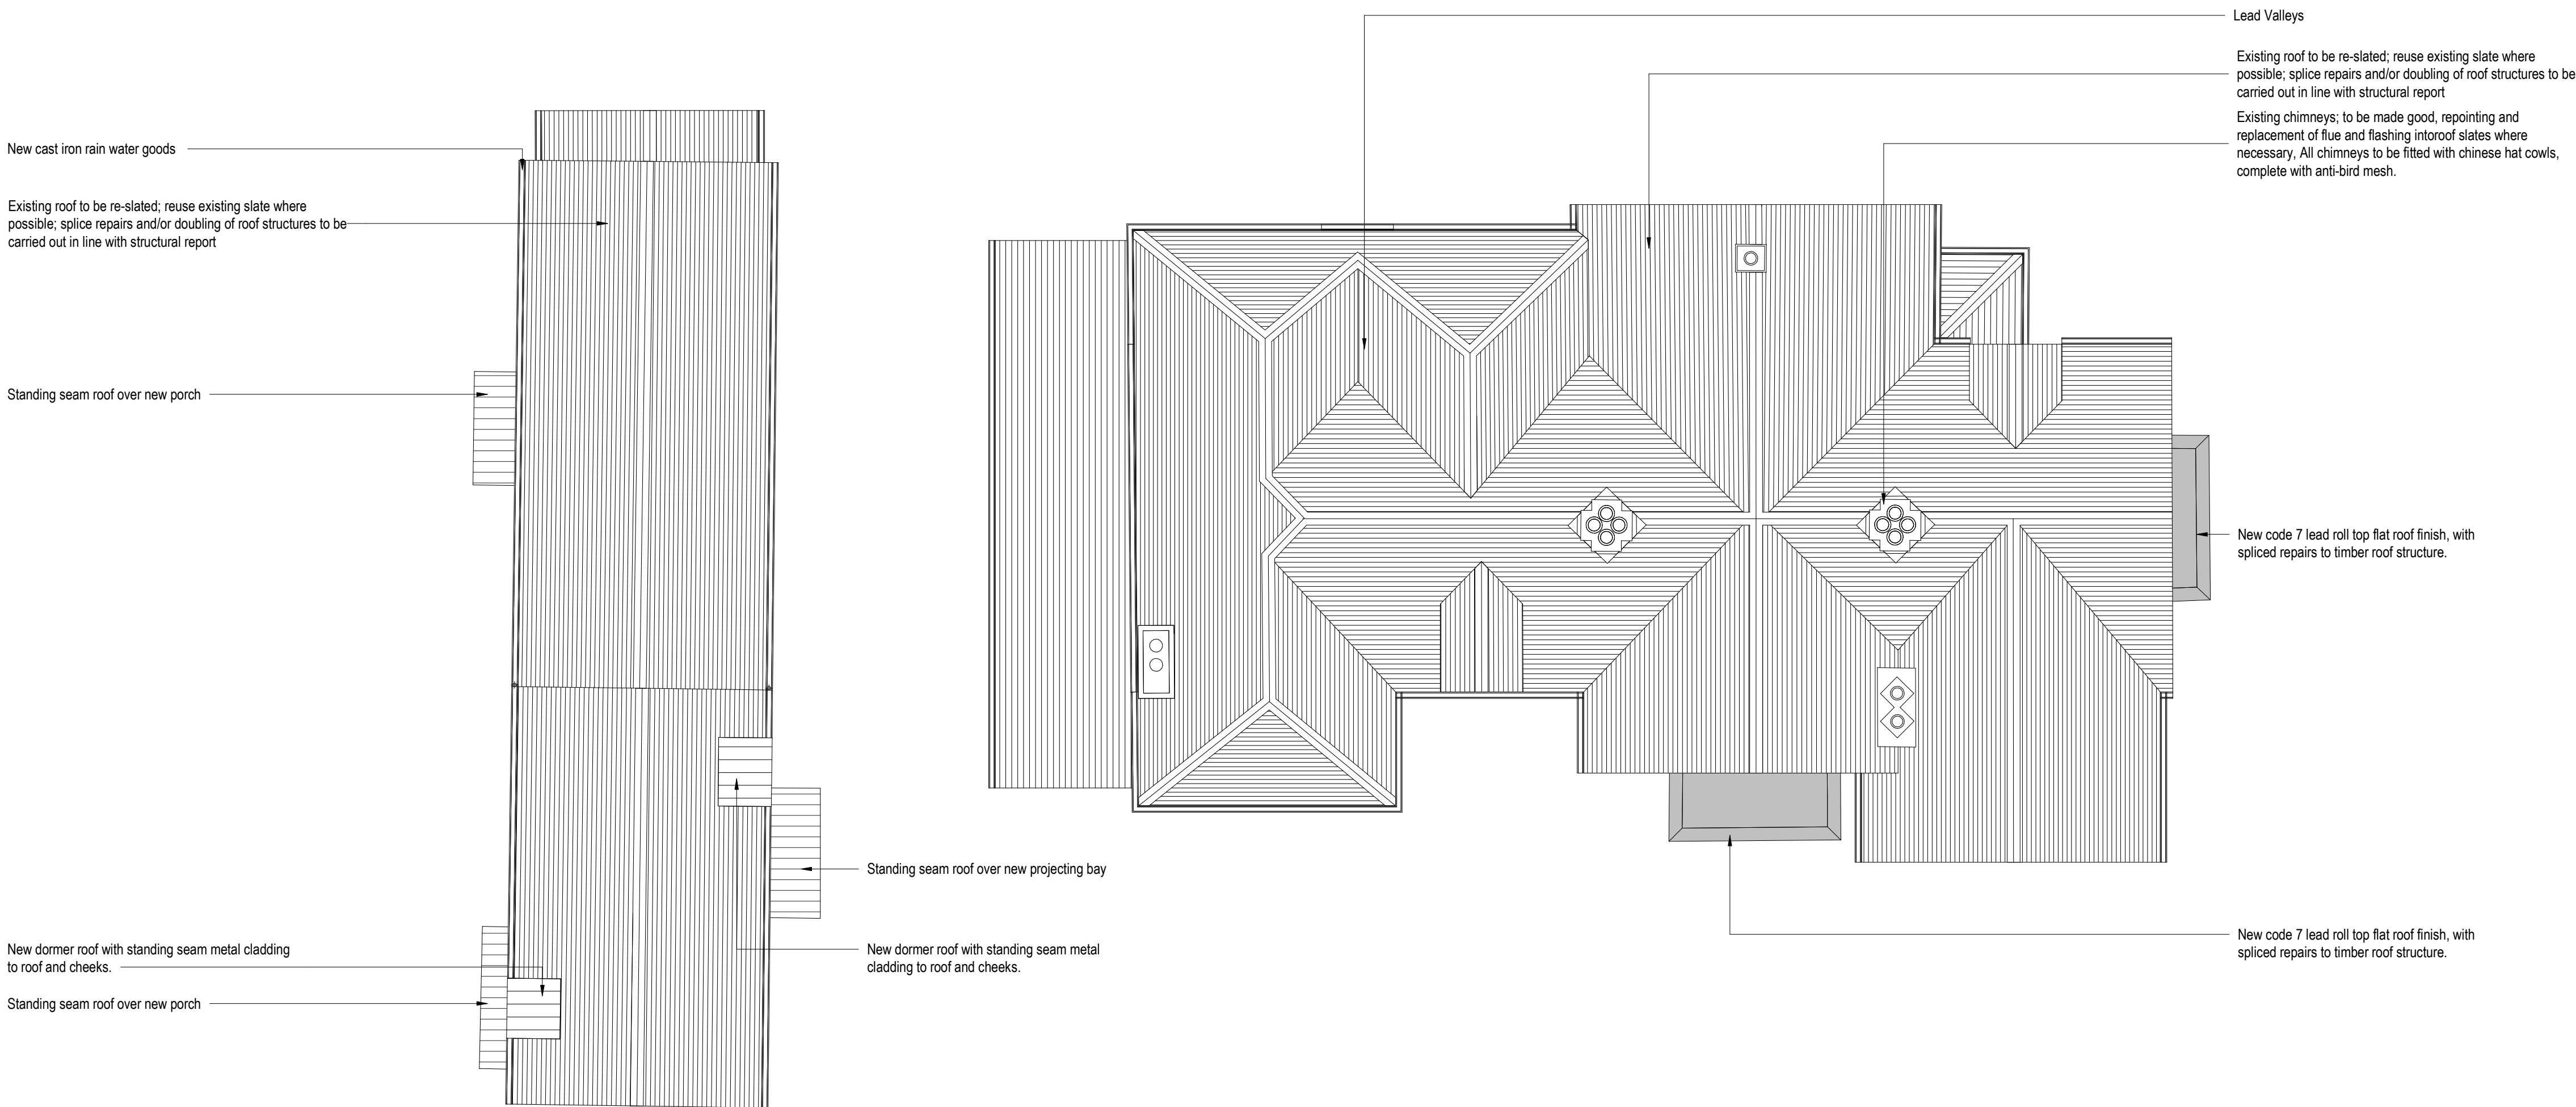 Lead Valleys
Existing roof to be re-slated; reuse existing slate where
possible; splice repairs and/or doubling of roof structures to be
carried out in line with structural report
Existing chimneys; to be made good, repointing and
replacement of flue and flashing intoroof slates where
necessary, All chimneys to be fitted with chinese hat cowls,
complete with anti-bird mesh.
New cast iron rain water goods
Existing roof to be re-slated; reuse existing slate where
possible; splice repairs and/or doubling of roof structures to be
carried out in line with structural report
Standing seam roof over new porch
New code 7 lead roll top flat roof finish, with
spliced repairs to timber roof structure.
Standing seam roof over new projecting bay
New dormer roof with standing seam metal cladding
to roof and cheeks.
New dormer roof with standing seam metal
cladding to roof and cheeks.
New code 7 lead roll top flat roof finish, with
spliced repairs to timber roof structure.
Standing seam roof over new porch